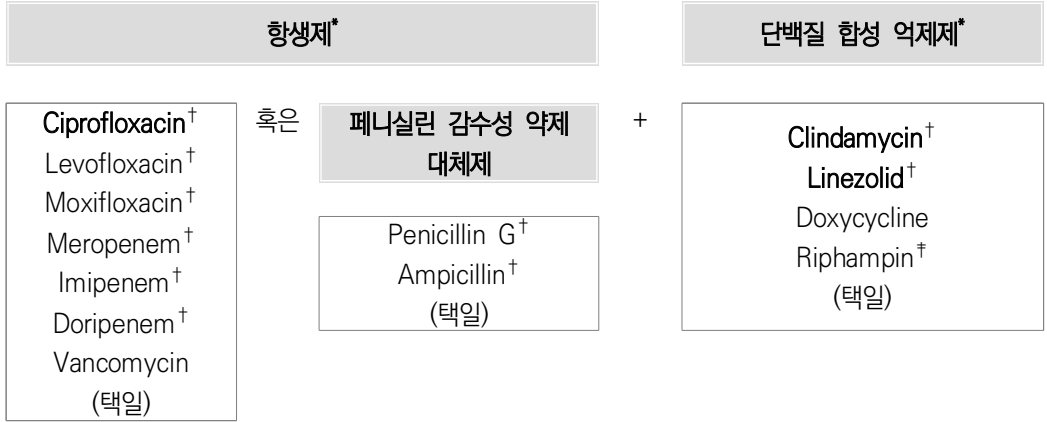 항생제*
단백질 합성 억제제*
Ciprofloxacin†
Levofloxacin†
Moxifloxacin†
Meropenem†
Imipenem†
Doripenem†
Vancomycin
(택일)
혹은
페니실린 감수성 약제
대체제
Penicillin G†
Ampicillin†
(택일)
+
Clindamycin†
Linezolid†
Doxycycline
Riphampin‡
(택일)